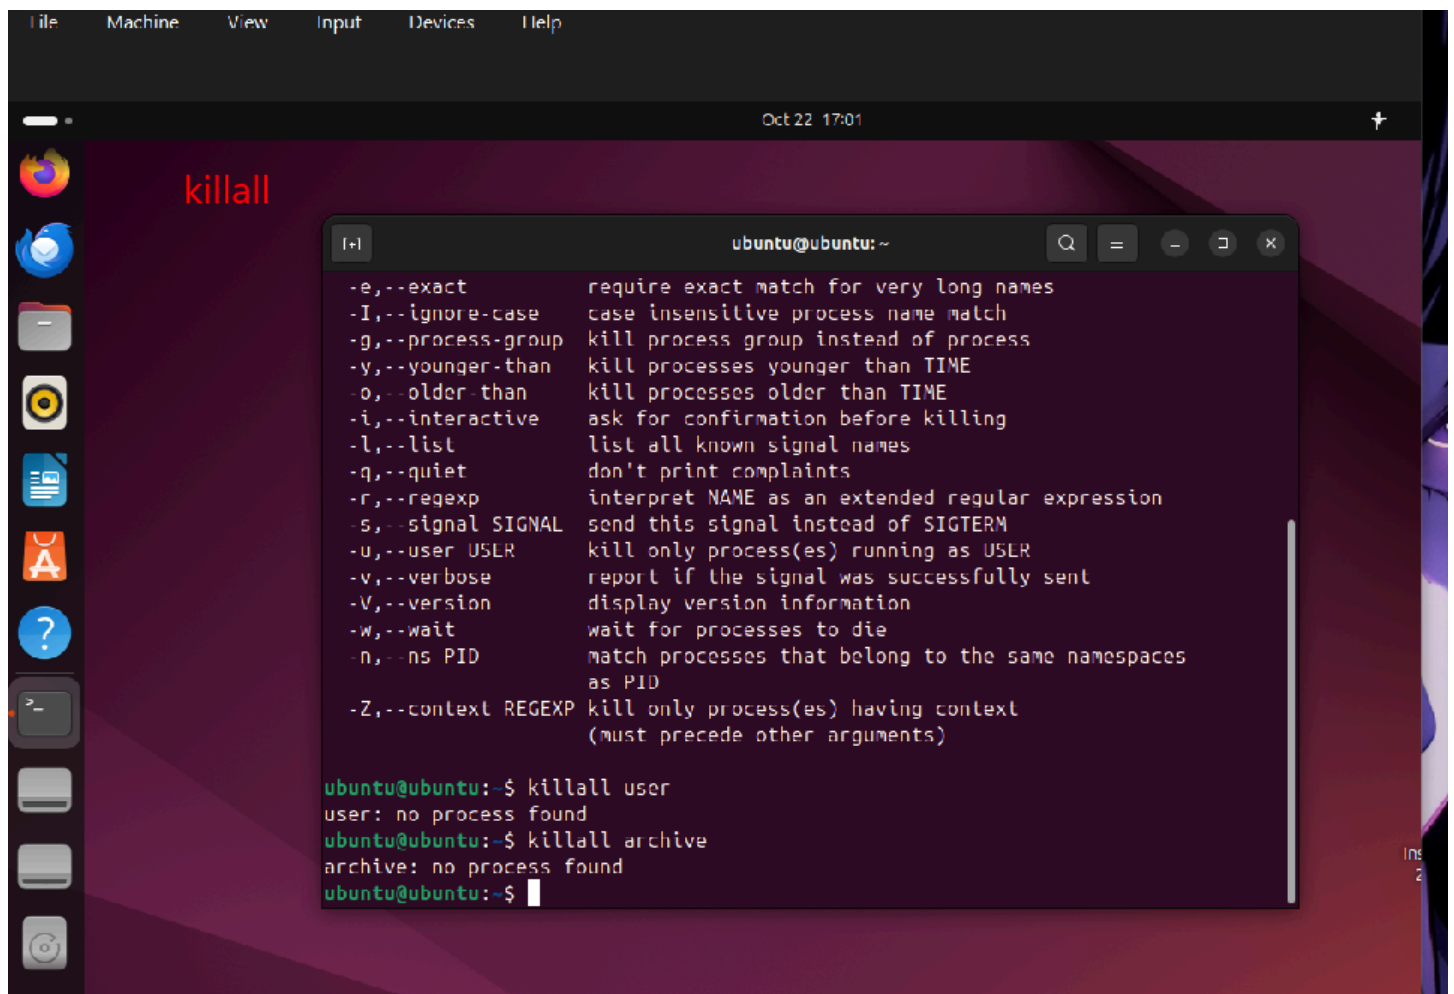 File Machine View Input Devices Help
Oct 22 17:01
killall
ubuntu@ubuntu: ~
-e,--exact require exact match for very long names
-I,--ignore-case case insensitive process name match
-g,--process-group kill process group instead of process
-y,--younger-than kill processes younger than TIME
-o,--older-than kill processes older than TIME
-i,--interactive ask for confirmation before killing
-l,--list list all known signal names
-q,--quiet don't print complaints
-r,--regexp interpret NAME as an extended regular expression
-s,--signal SIGNAL send this signal instead of SIGTERM
-u,--user USER kill only process(es) running as USER
-v,--verbose report if the signal was successfully sent
-V,--version display version information
-w,--wait wait for processes to die
-n,--ns PID match processes that belong to the same namespaces
as PID
-Z,--context REGEXP kill only process(es) having context
(must precede other arguments)
ubuntu@ubuntu:~$ killall user
user: no process found
ubuntu@ubuntu:~$ killall archive
archive: no process found
ubuntu@ubuntu:~$